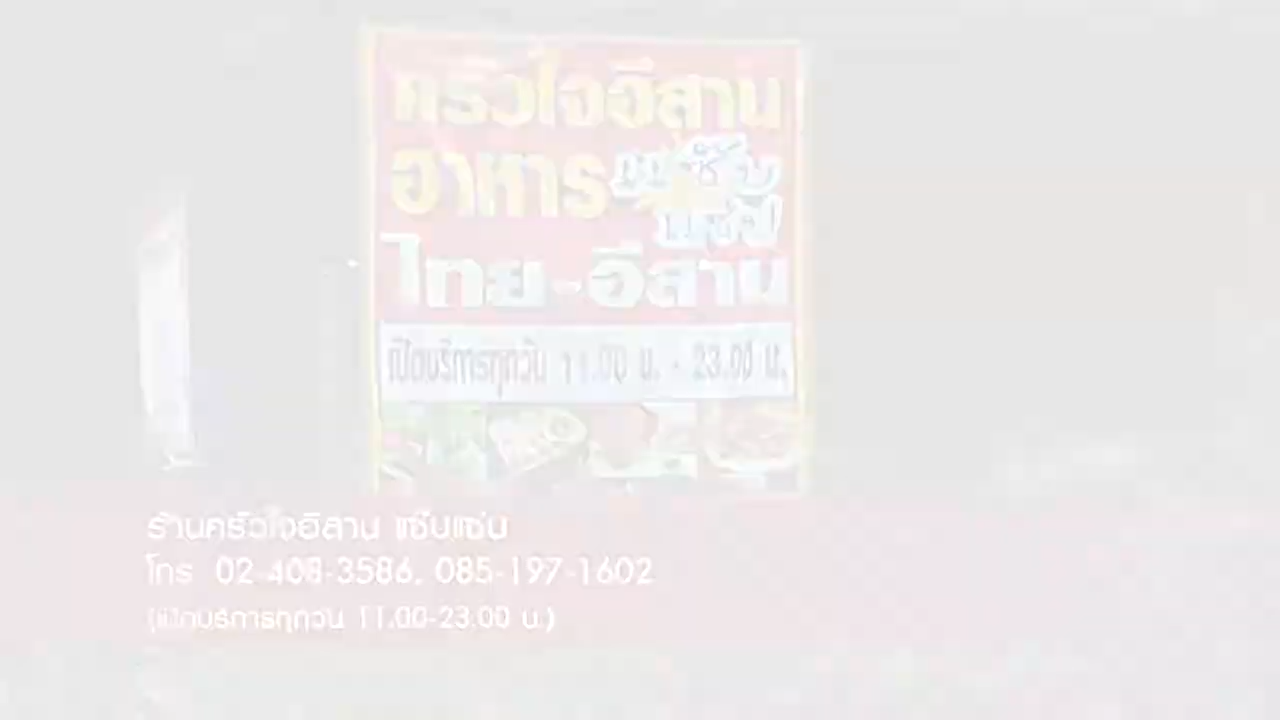 ครัวใจอีสาน
อาหาร แซ่บ
ไทย-อีสาน
เปิดบริการทุกวัน 11.00 น. - 23.00 น.
ร้านครัวใจอีสาน แซ่บแซ่บ
โทร 02-408-3586, 085-197-1602
(เปิดบริการทุกวัน 11.00-23.00 น.)